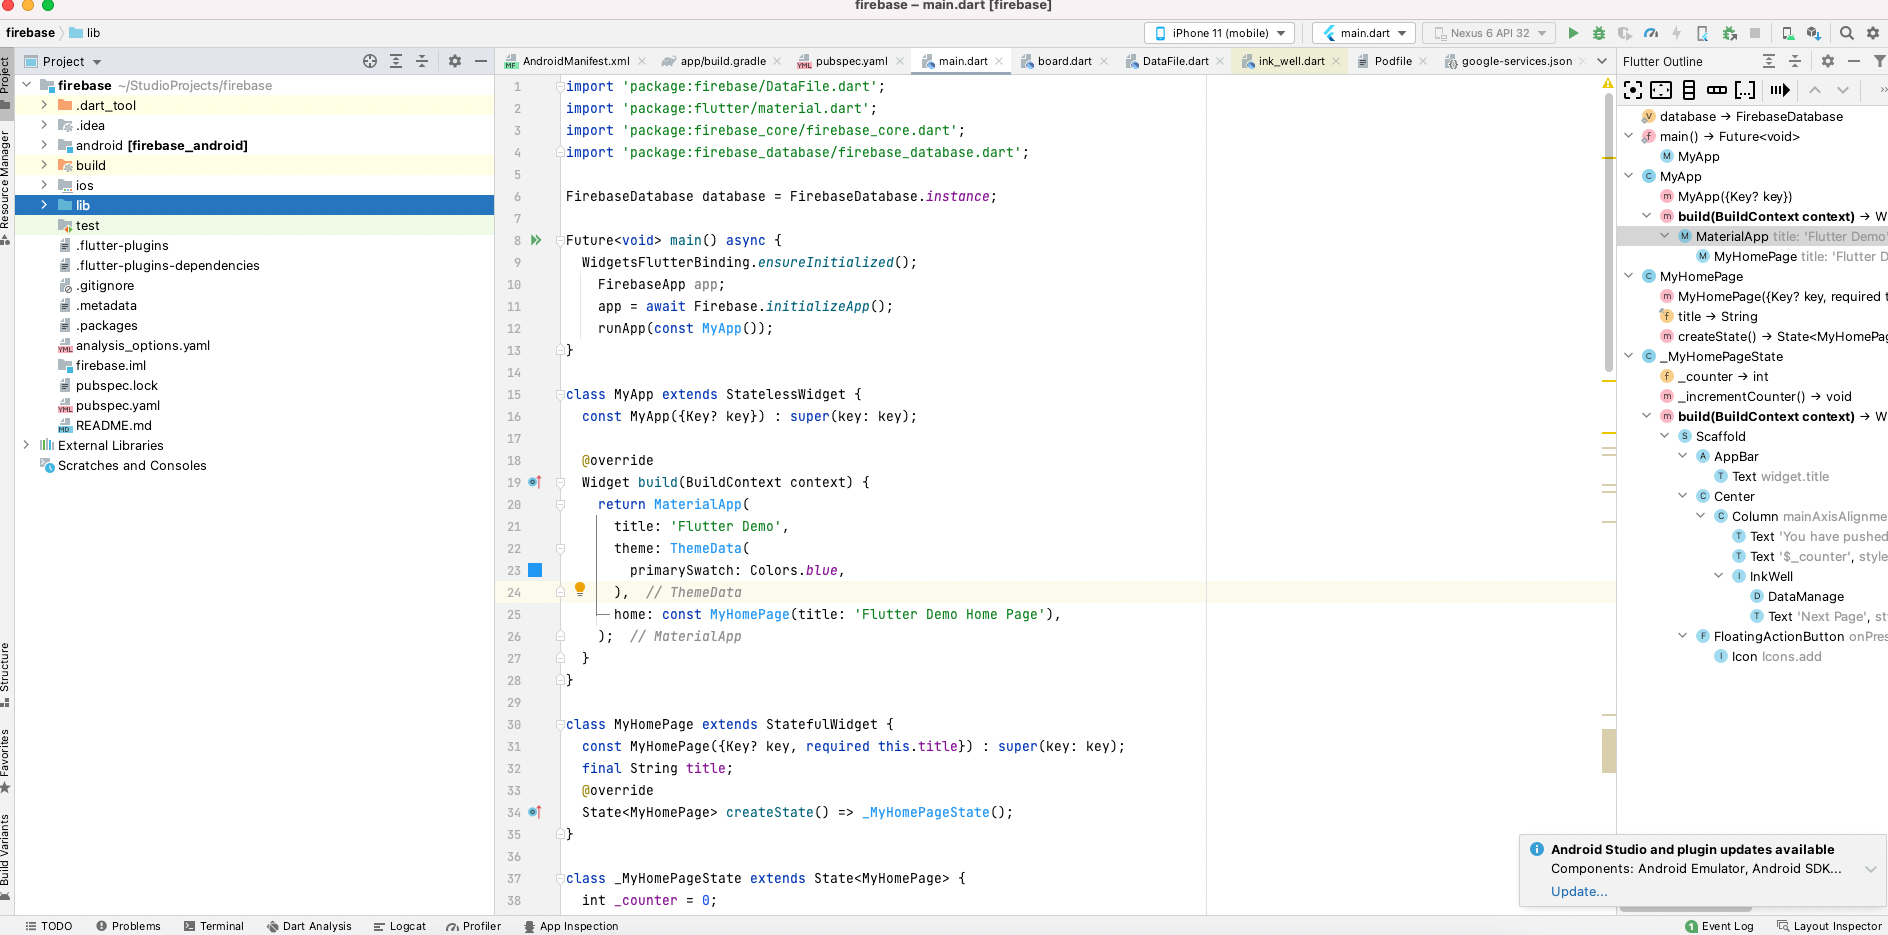 firebase – main.dart [firebase]
firebase
lib
iPhone 11 (mobile)
main.dart
Nexus 6 API 32
Project
Project
AndroidManifest.xml
app/build.gradle
pubspec.yaml
main.dart
board.dart
DataFile.dart
ink_well.dart
Podfile
google-services.json
Flutter Outline
firebase ~/StudioProjects/firebase
.dart_tool
.idea
android [firebase_android]
build
ios
lib
test
.flutter-plugins
.flutter-plugins-dependencies
.gitignore
.metadata
.packages
analysis_options.yaml
firebase.iml
pubspec.lock
pubspec.yaml
README.md
External Libraries
Scratches and Consoles
Resource Manager
Structure
Favorites
Build Variants
1 import 'package:firebase/DataFile.dart';
2 import 'package:flutter/material.dart';
3 import 'package:firebase_core/firebase_core.dart';
4 import 'package:firebase_database/firebase_database.dart';
5
6 FirebaseDatabase database = FirebaseDatabase.instance;
7
8 Future<void> main() async {
9 WidgetsFlutterBinding.ensureInitialized();
10 FirebaseApp app;
11 app = await Firebase.initializeApp();
12 runApp(const MyApp());
13 }
14
15 class MyApp extends StatelessWidget {
16 const MyApp({Key? key}) : super(key: key);
17
18 @override
19 Widget build(BuildContext context) {
20 return MaterialApp(
21 title: 'Flutter Demo',
22 theme: ThemeData(
23 primarySwatch: Colors.blue,
24 ), // ThemeData
25 home: const MyHomePage(title: 'Flutter Demo Home Page'),
26 ); // MaterialApp
27 }
28 }
29
30 class MyHomePage extends StatefulWidget {
31 const MyHomePage({Key? key, required this.title}) : super(key: key);
32 final String title;
33 @override
34 State<MyHomePage> createState() => _MyHomePageState();
35 }
36
37 class _MyHomePageState extends State<MyHomePage> {
38 int _counter = 0;
database → FirebaseDatabase
main() → Future<void>
MyApp
MyApp
MyApp({Key? key})
build(BuildContext context) → W
MaterialApp title: 'Flutter Demo'
MyHomePage title: 'Flutter D
MyHomePage
MyHomePage({Key? key, required t
title → String
createState() → State<MyHomePag
_MyHomePageState
_counter → int
_incrementCounter() → void
build(BuildContext context) → W
Scaffold
AppBar
Text widget.title
Center
Column mainAxisAlignme
Text 'You have pushed
Text '$_counter', style
InkWell
DataManage
Text 'Next Page', st
FloatingActionButton onPres
Icon Icons.add
Android Studio and plugin updates available
Components: Android Emulator, Android SDK...
Update...
TODO
Problems
Terminal
Dart Analysis
Logcat
Profiler
App Inspection
1 Event Log
Layout Inspector